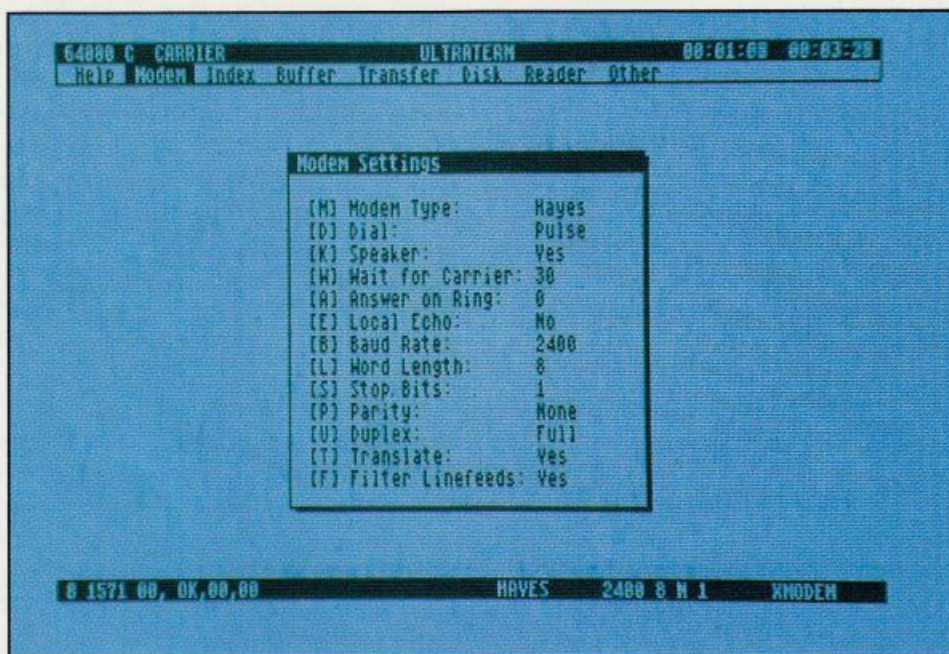 64000 C CARRIER ULTRATERM 00:01:08 00:03:28
Help Modem Index Buffer Transfer Disk Reader Other
Modem Settings
[M] Modem Type: Hayes
[D] Dial: Pulse
[K] Speaker: Yes
[W] Wait for Carrier: 30
[A] Answer on Ring: 0
[E] Local Echo: No
[B] Baud Rate: 2400
[L] Word Length: 8
[S] Stop Bits: 1
[P] Parity: None
[U] Duplex: Full
[T] Translate: Yes
[F] Filter Linefeeds: Yes
8 1571 00, OK,00,00 HAYES 2400 8 N 1 XMODEM